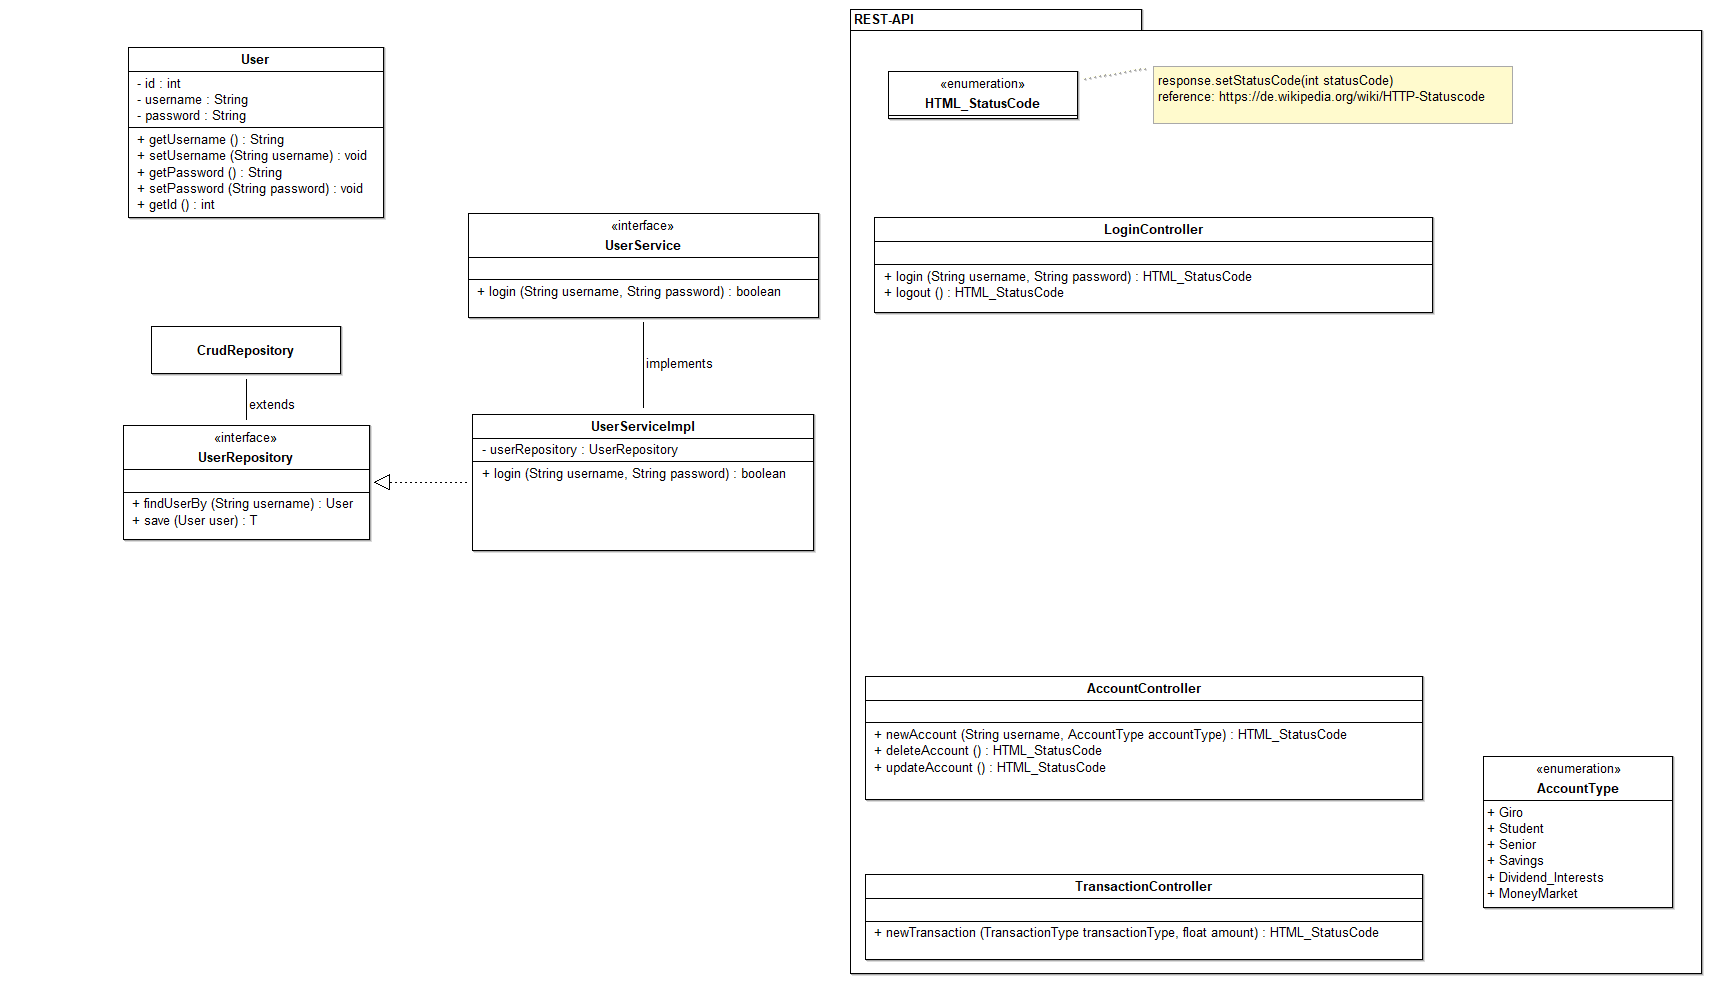 User
- id : int
- username : String
- password : String
+ getUsername () : String
+ setUsername (String username) : void
+ getPassword () : String
+ setPassword (String password) : void
+ getId () : int
«interface»
UserService
+ login (String username, String password) : boolean
implements
CrudRepository
extends
«interface»
UserRepository
+ findUserBy (String username) : User
+ save (User user) : T
UserServiceImpl
- userRepository : UserRepository
+ login (String username, String password) : boolean
REST-API
«enumeration»
HTML_StatusCode
response.setStatusCode(int statusCode)
reference: https://de.wikipedia.org/wiki/HTTP-Statuscode
LoginController
+ login (String username, String password) : HTML_StatusCode
+ logout () : HTML_StatusCode
AccountController
+ newAccount (String username, AccountType accountType) : HTML_StatusCode
+ deleteAccount () : HTML_StatusCode
+ updateAccount () : HTML_StatusCode
«enumeration»
AccountType
+ Giro
+ Student
+ Senior
+ Savings
+ Dividend_Interests
+ MoneyMarket
TransactionController
+ newTransaction (TransactionType transactionType, float amount) : HTML_StatusCode